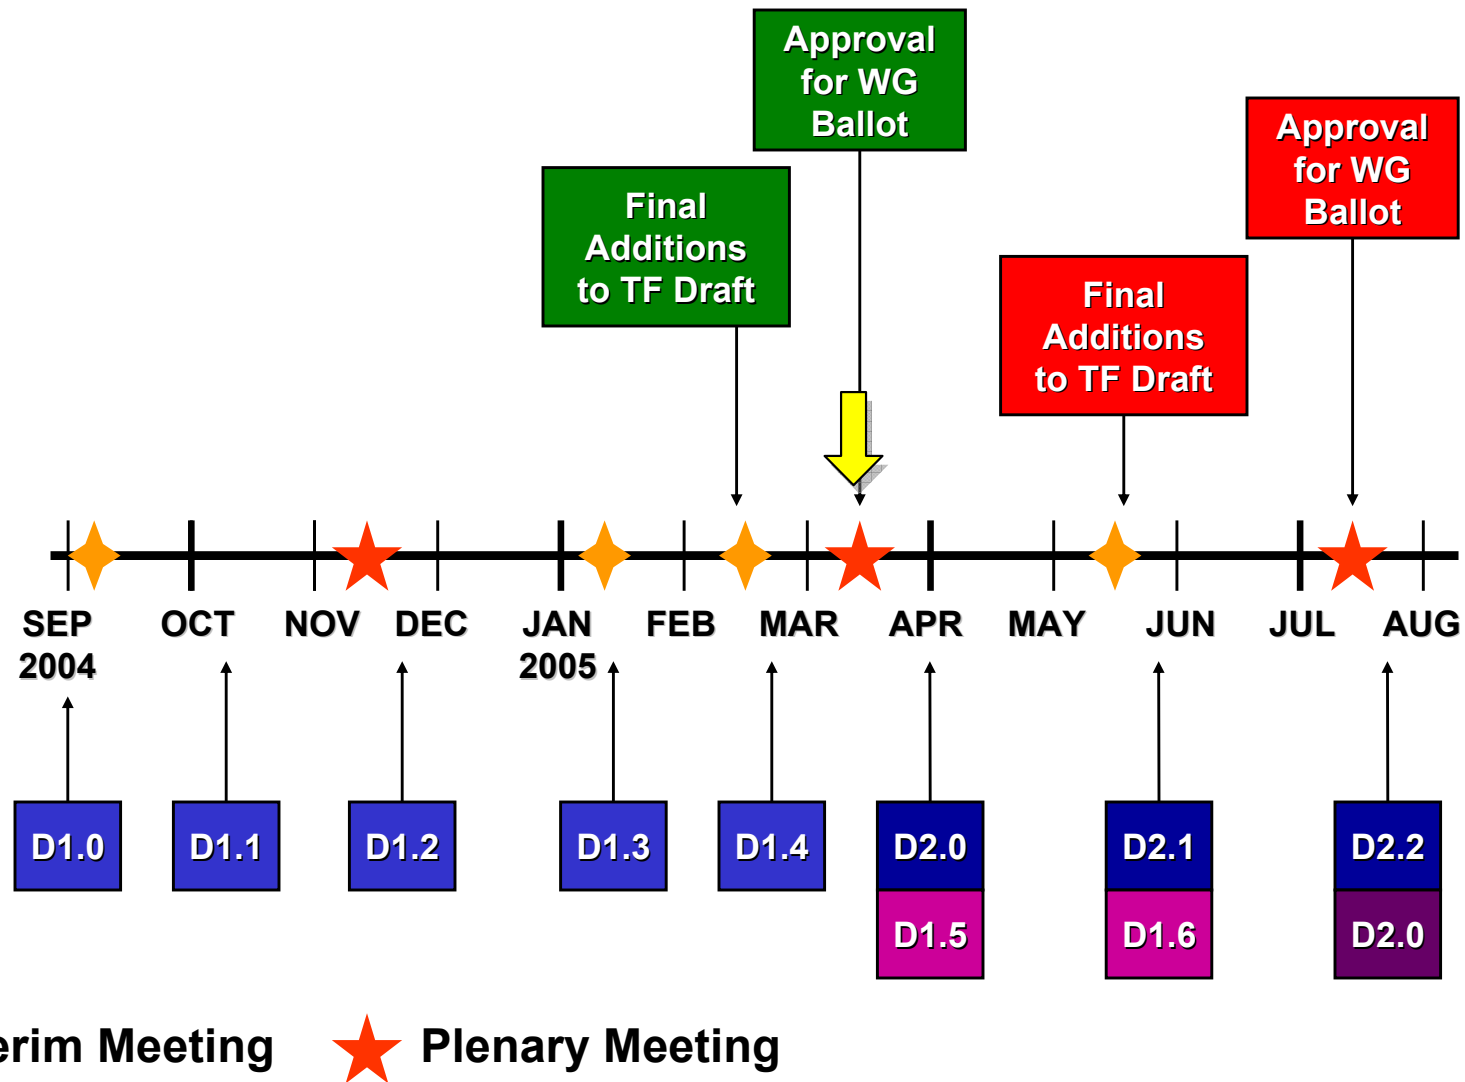 Approval
for WG
Ballot
Approval
for WG
Ballot
Final
Additions
to TF Draft
Final
Additions
to TF Draft
SEP OCT NOV DEC JAN FEB MAR APR MAY JUN JUL AUG
2004 2005
D1.0 D1.1 D1.2 D1.3 D1.4 D2.0 D2.1 D2.2
D1.5 D1.6 D2.0
erim Meeting Plenary Meeting